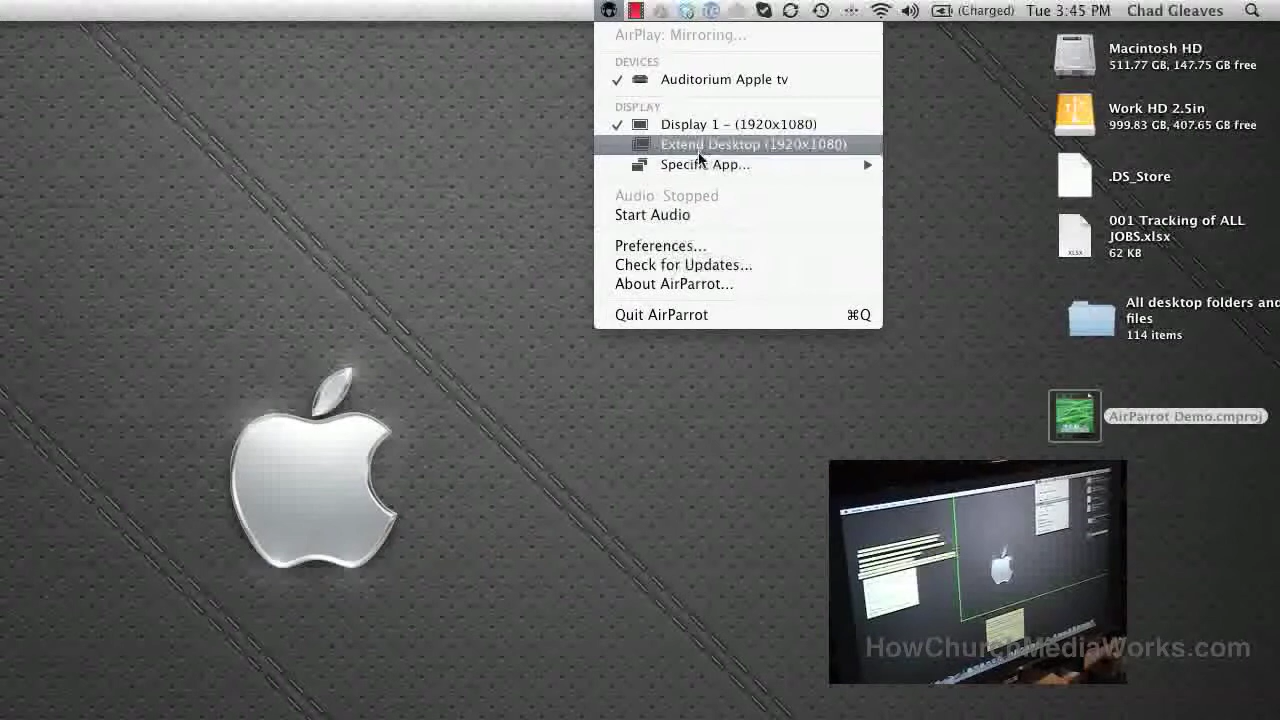 (Charged) Tue 3:45 PM Chad Gleaves
AirPlay: Mirroring...
DEVICES
✓ Auditorium Apple tv
DISPLAY
✓ Display 1 – (1920x1080)
Extend Desktop (1920x1080)
Specific App...
Audio Stopped
Start Audio
Preferences...
Check for Updates...
About AirParrot...
Quit AirParrot ⌘Q
Macintosh HD
511.77 GB, 147.75 GB free
Work HD 2.5in
999.83 GB, 407.65 GB free
.DS_Store
001 Tracking of ALL
JOBS.xlsx
62 KB
XLSX
All desktop folders and
files
114 items
AirParrot Demo.cmproj
HowChurchMediaWorks.com